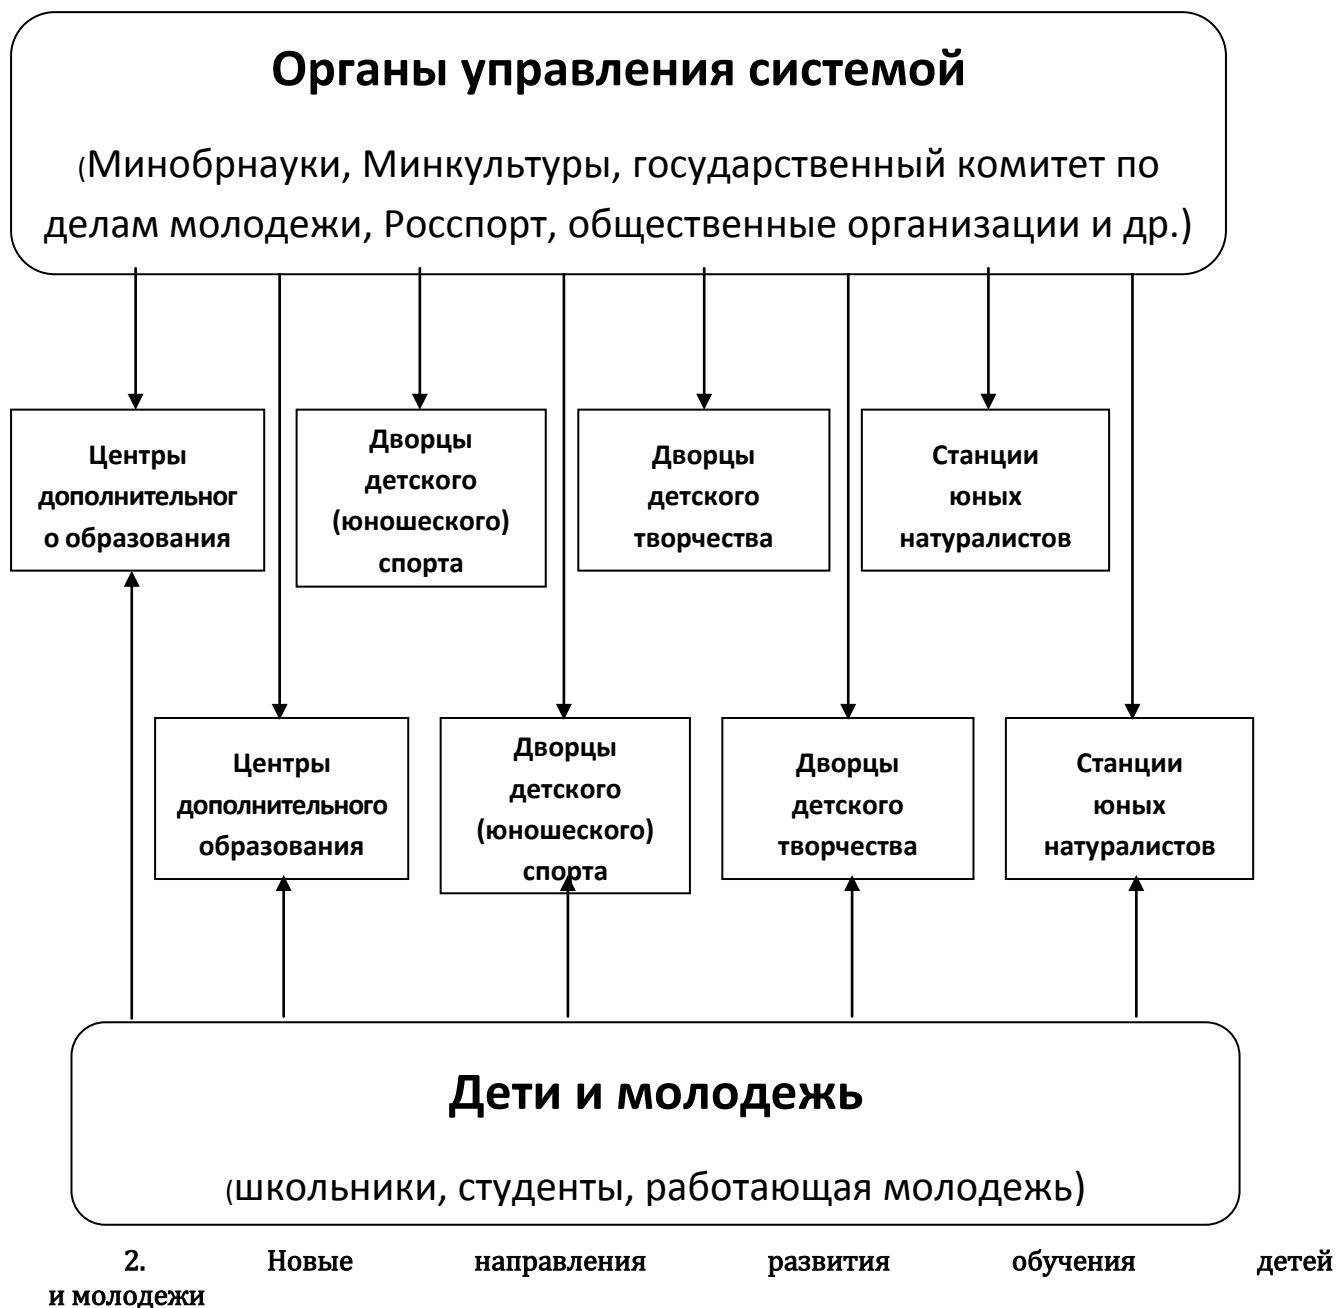 Органы управления системой
(Минобрнауки, Минкультуры, государственный комитет по
делам молодежи, Росспорт, общественные организации и др.)
Центры
дополнительног
о образования
Дворцы
детского
(юношеского)
спорта
Дворцы
детского
творчества
Станции
юных
натуралистов
Центры
дополнительного
образования
Дворцы
детского
(юношеского)
спорта
Дворцы
детского
творчества
Станции
юных
натуралистов
Дети и молодежь
(школьники, студенты, работающая молодежь)
2. Новые направления развития обучения детей
и молодежи